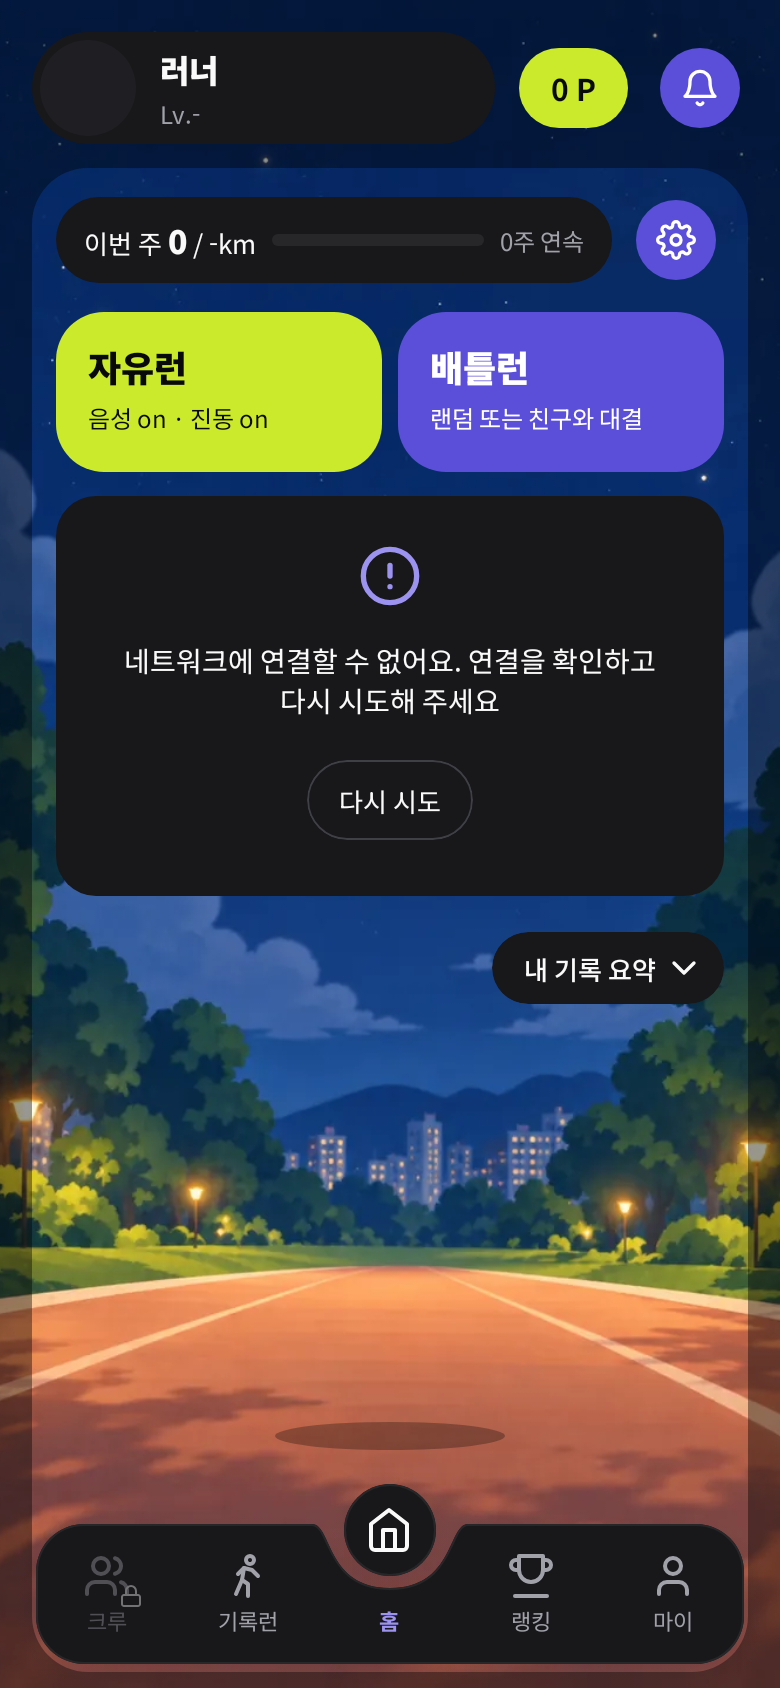 러너
Lv.-
0 P
이번 주 0 / -km
0주 연속
자유런
음성 on · 진동 on
배틀런
랜덤 또는 친구와 대결
네트워크에 연결할 수 없어요. 연결을 확인하고
다시 시도해 주세요
다시 시도
내 기록 요약
크루
기록런
홈
랭킹
마이